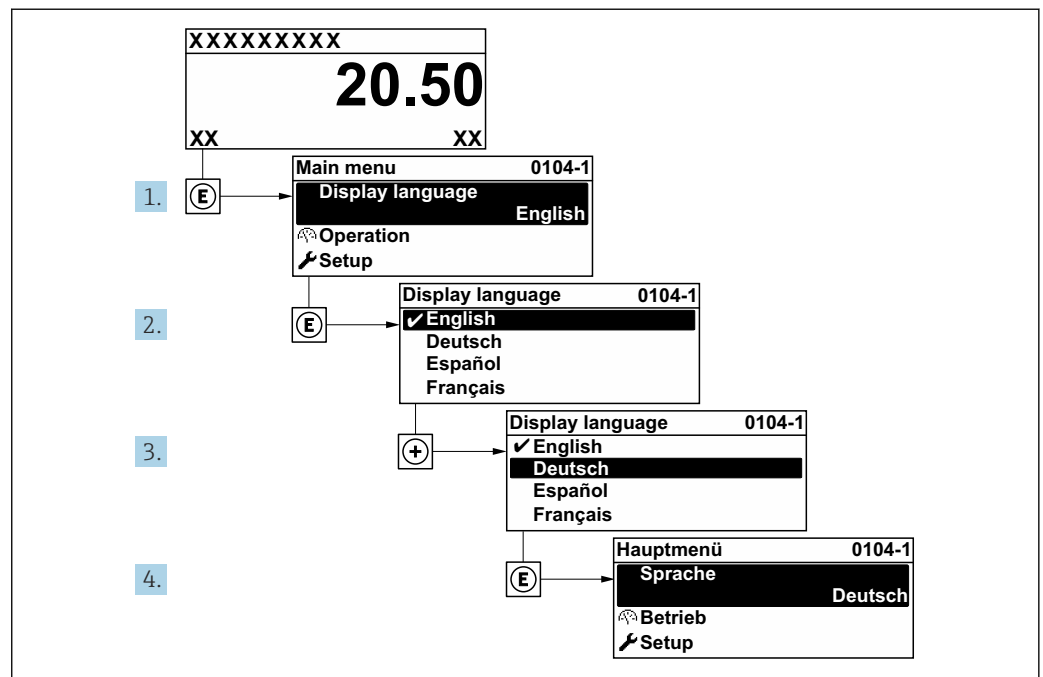 XXXXXXXXX
20.50
XX XX
1. E
Main menu 0104-1
Display language
English
Operation
Setup
2. E
Display language 0104-1
✔ English
Deutsch
Español
Français
3. +
Display language 0104-1
✔ English
Deutsch
Español
Français
4. E
Hauptmenü 0104-1
Sprache
Deutsch
Betrieb
Setup